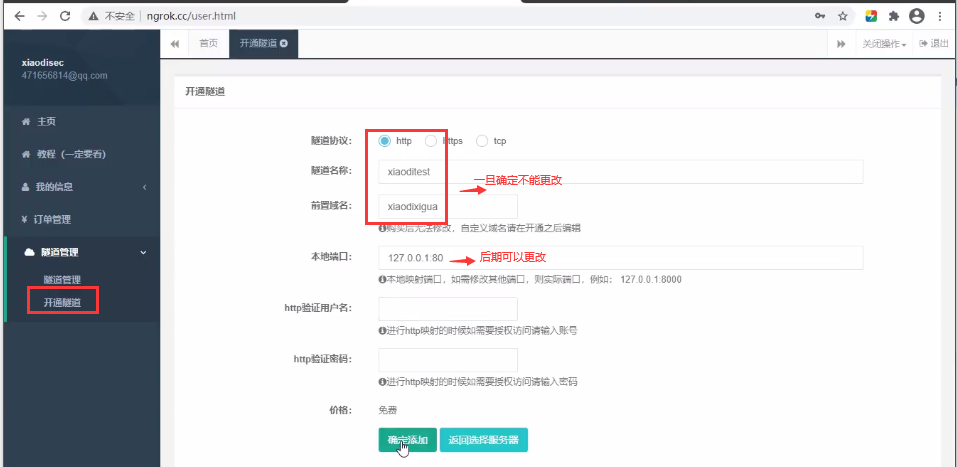 不安全 ngrok.cc/user.html
xiaodisec
471656814@qq.com
首页
开通隧道
关闭操作
退出
主页
教程（一定要看）
我的信息
¥ 订单管理
隧道管理
隧道管理
开通隧道
开通隧道
隧道协议： http https tcp
隧道名称： xiaoditest
一旦确定不能更改
前置域名： xiaodixigua
购买后无法修改，自定义域名请在开通之后编辑
本地端口： 127.0.0.1:80 后期可以更改
本地映射端口，如需修改其他端口，则实际端口，例如： 127.0.0.1:8000
http验证用户名：
进行http映射的时候如需要授权访问请输入账号
http验证密码：
进行http映射的时候如需要授权访问请输入密码
价格： 免费
确定添加 返回选择服务器